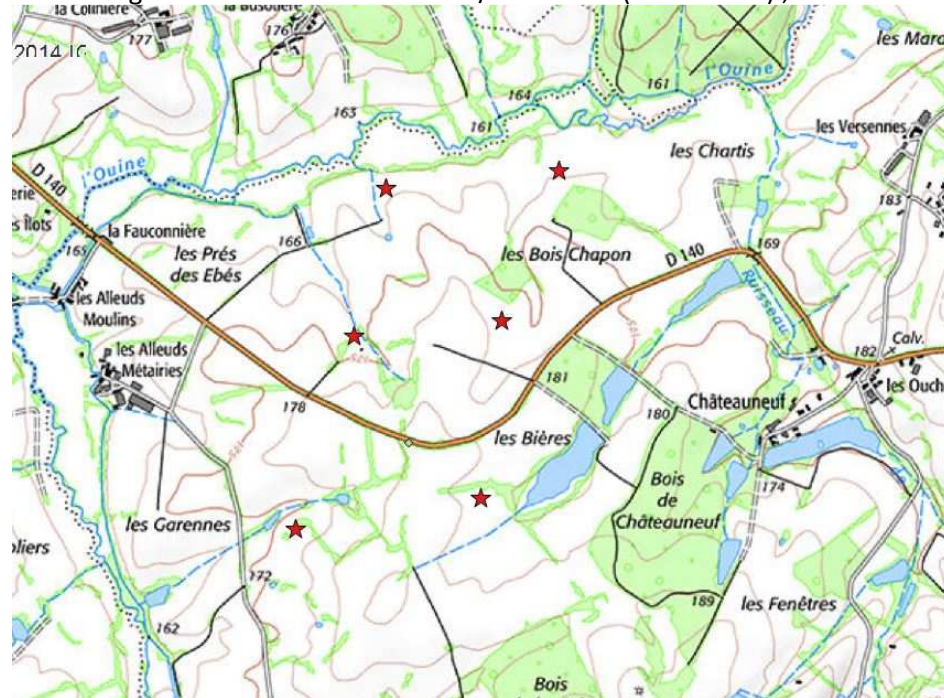 la Colinière
177
176
2014
les Prés
des Ebés
la Fauconnière
l'Ouine
D 140
163
164
161
161
l'Ouine
les Chartis
les Versennes
183
s Îlots
165
166
les Bois Chapon
D 140
169
Ruisseau
les Alleuds
Moulins
les Alleuds
Métairies
178
181
182
Calv.
les Ouch
Châteauneuf
180
les Bières
174
Bois
de
Châteauneuf
les Garennes
oliers
172
162
189
les Fenêtres
Bois